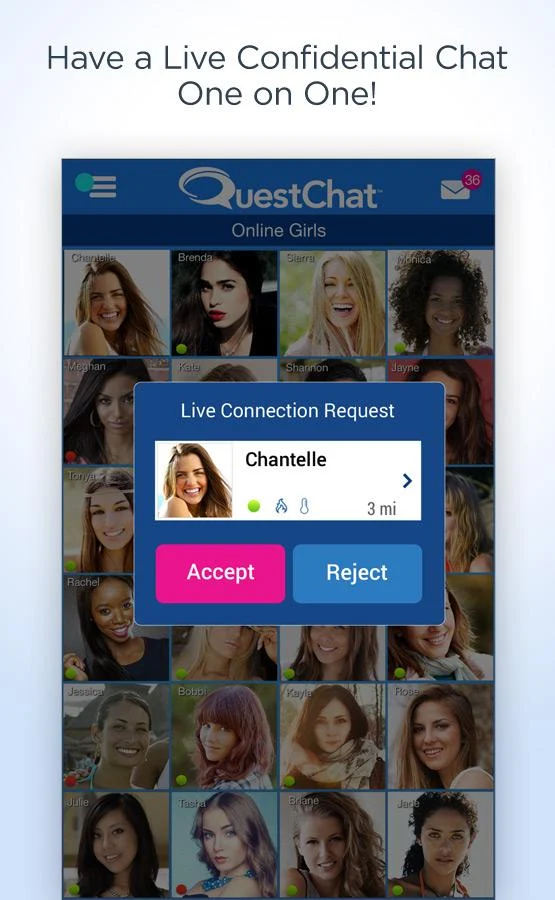 Have a Live Confidential Chat
One on One!
QuestChat™
36
Online Girls
Chantelle
Brenda
Sierra
Monica
Meghan
Kate
Shannon
Jayne
Live Connection Request
Chantelle
3 mi
Accept
Reject
Tonya
Rachel
Jessica
Bobbi
Kayla
Rose
Julie
Tasha
Briane
Jade